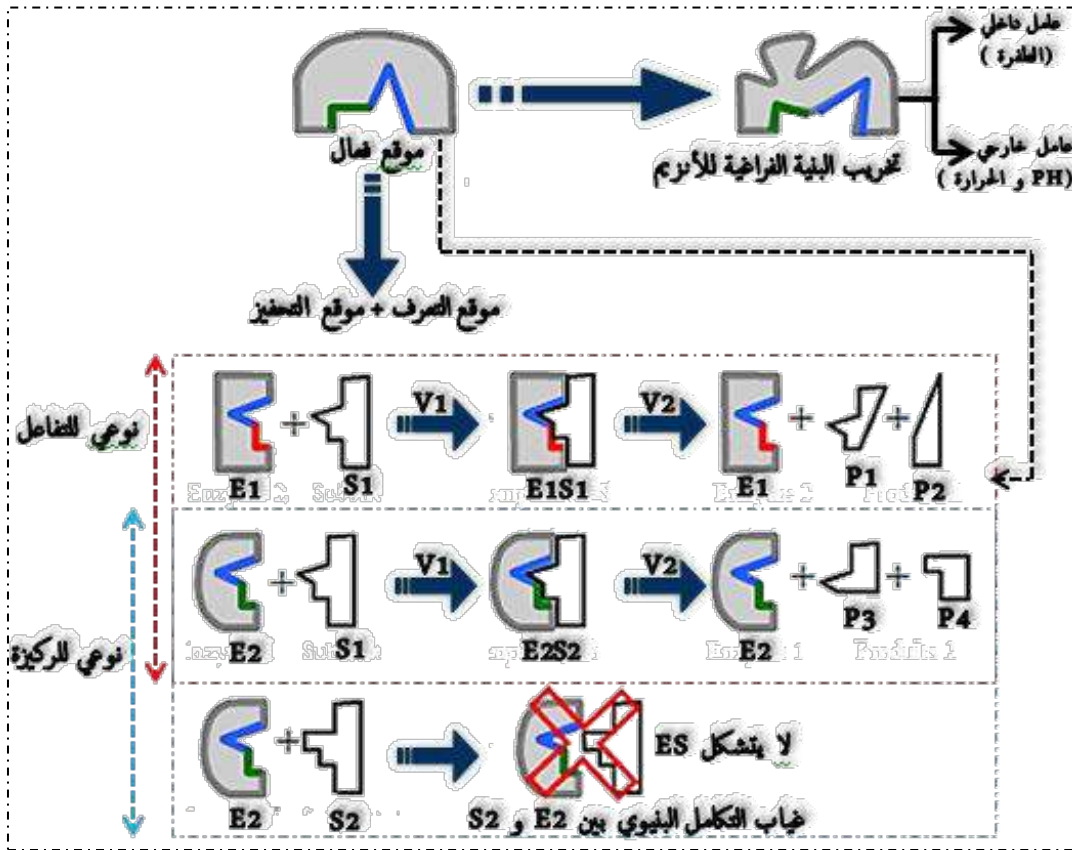 عامل داخلي
(الطفرة )
موقع فعال
تخريب البنية الفراغية للأنزيم
عامل خارجي
(PH و الحرارة )
موقع التعرف + موقع التحفيز
نوعي للتفاعل
V1 V2
+ + +
E1 S1 E1S1 E1 P1 P2
V1 V2
+ + +
E2 S1 E2S2 E2 P3 P4
نوعي للركيزة
+
لا يتشكل ES
E2 S2
غياب التكامل البنيوي بين E2 و S2